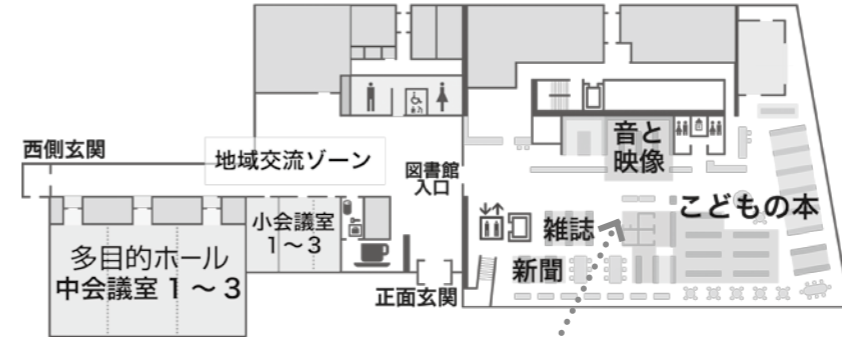 音と
映像
西側玄関
地域交流ゾーン
図書館
入口
こどもの本
小会議室
1～3
雑誌
多目的ホール
中会議室 1 ～ 3
新聞
正面玄関